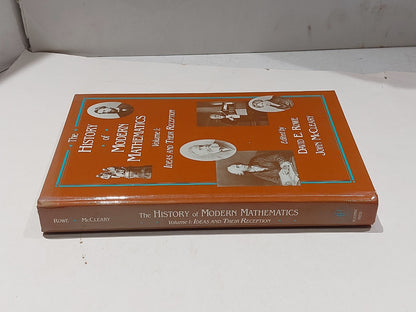 The
HISTORY
of
MODERN
MATHEMATICS
Volume I:
IDEAS AND THEIR RECEPTION
Edited by
DAVID E. ROWE
JOHN MCCLEARY
ROWE • MCCLEARY
The HISTORY of MODERN MATHEMATICS
Volume I: IDEAS AND THEIR RECEPTION